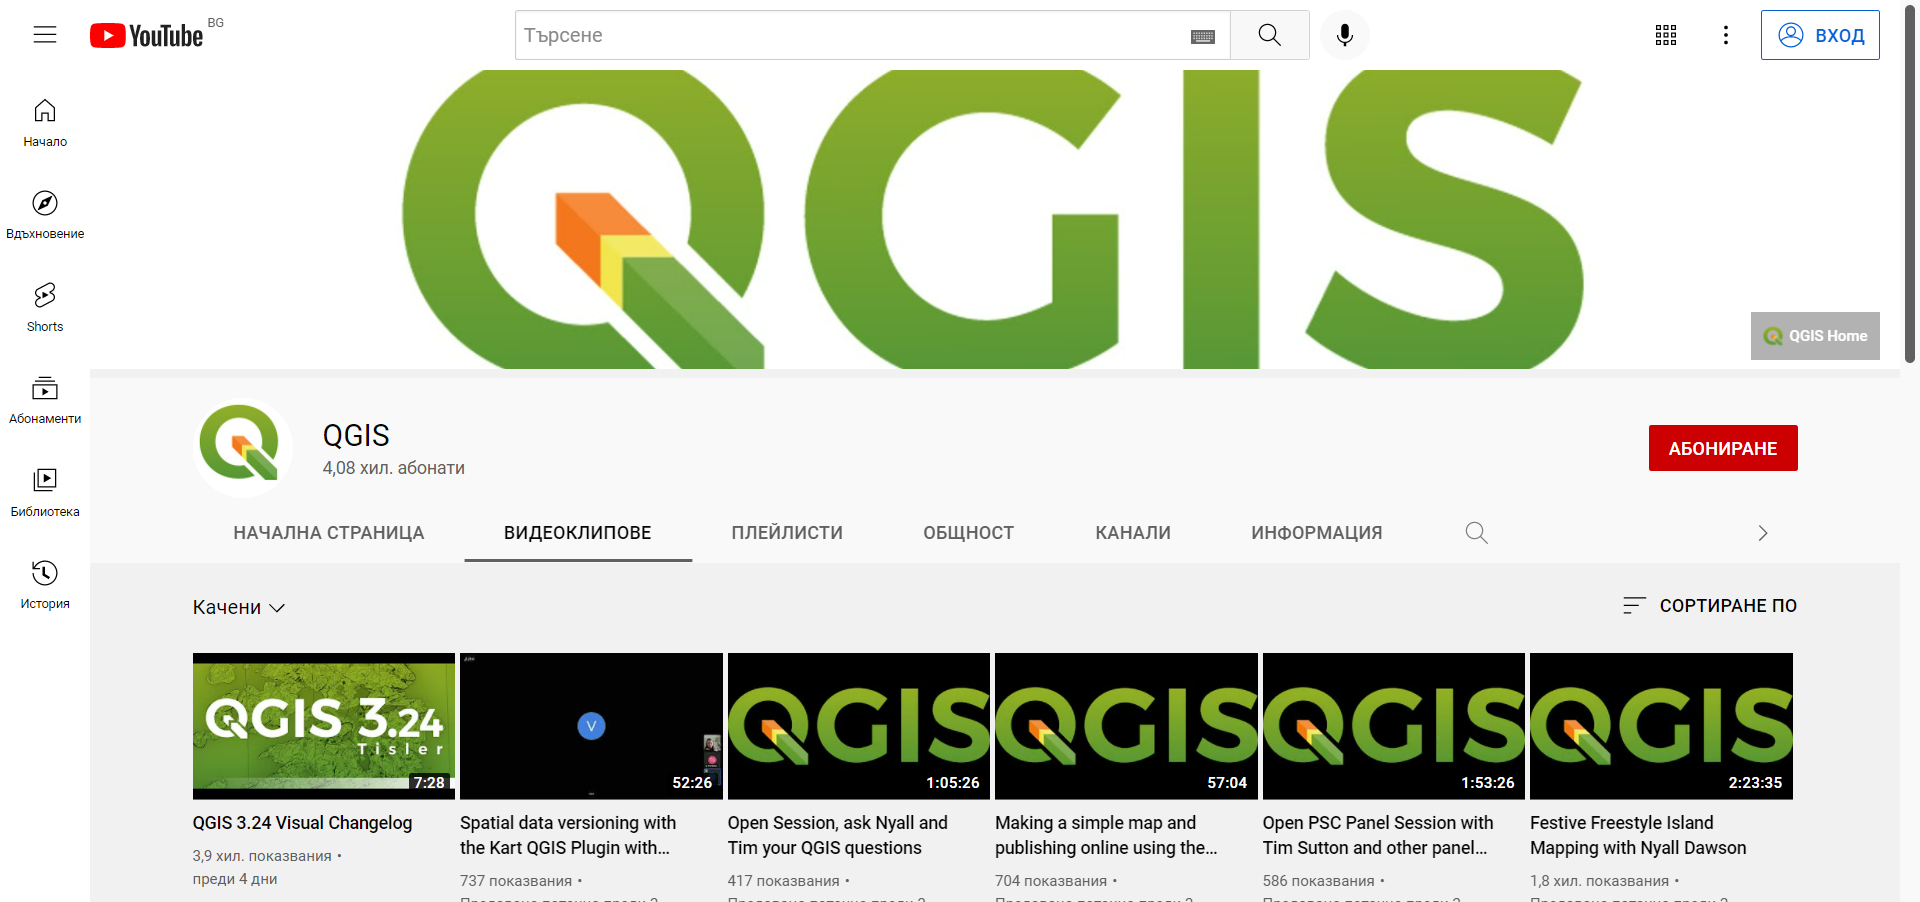 YouTube BG
Търсене
ВХОД
Начало
Вдъхновение
Shorts
Абонаменти
Библиотека
История
QGIS
QGIS Home
QGIS
4,08 хил. абонати
АБОНИРАНЕ
НАЧАЛНА СТРАНИЦА ВИДЕОКЛИПОВЕ ПЛЕЙЛИСТИ ОБЩНОСТ КАНАЛИ ИНФОРМАЦИЯ
Качени
СОРТИРАНЕ ПО
QGIS 3.24
Tisler
7:28
QGIS 3.24 Visual Changelog
3,9 хил. показвания •
преди 4 дни
V
52:26
Spatial data versioning with
the Kart QGIS Plugin with...
737 показвания •
QGIS
1:05:26
Open Session, ask Nyall and
Tim your QGIS questions
417 показвания •
QGIS
57:04
Making a simple map and
publishing online using the...
704 показвания •
QGIS
1:53:26
Open PSC Panel Session with
Tim Sutton and other panel...
586 показвания •
QGIS
2:23:35
Festive Freestyle Island
Mapping with Nyall Dawson
1,8 хил. показвания •